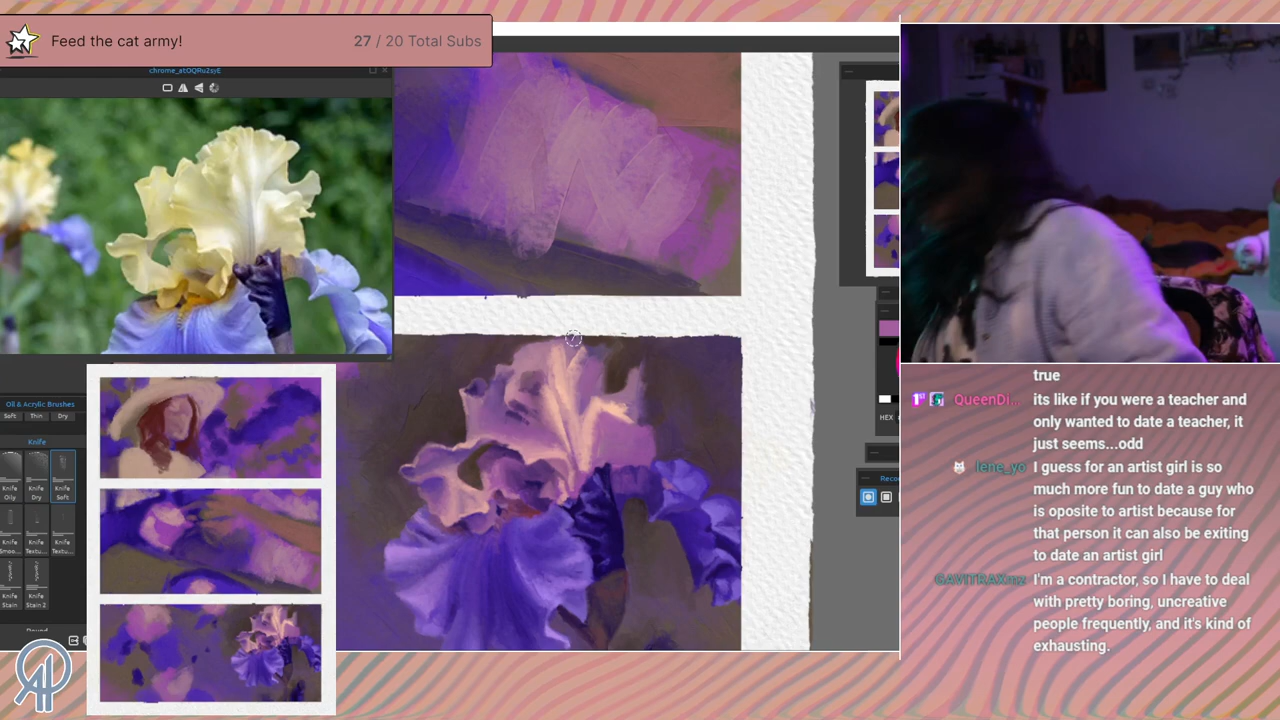 Feed the cat army!
27 / 20 Total Subs
chrome_atOQRu2syE
Oil & Acrylic Brushes
Soft Thin Dry
Knife
Knife Oily
Knife Dry
Knife Soft
Knife Smoo...
Knife Textu...
Knife Textu...
Knife Stain
Knife Stain 2
HEX
true
QueenDi... its like if you were a teacher and
only wanted to date a teacher, it
just seems...odd
lene_yo I guess for an artist girl is so
much more fun to date a guy who
is oposite to artist because for
that person it can also be exiting
to date an artist girl
GAVITRAXmz I'm a contractor, so I have to deal
with pretty boring, uncreative
people frequently, and it's kind of
exhausting.